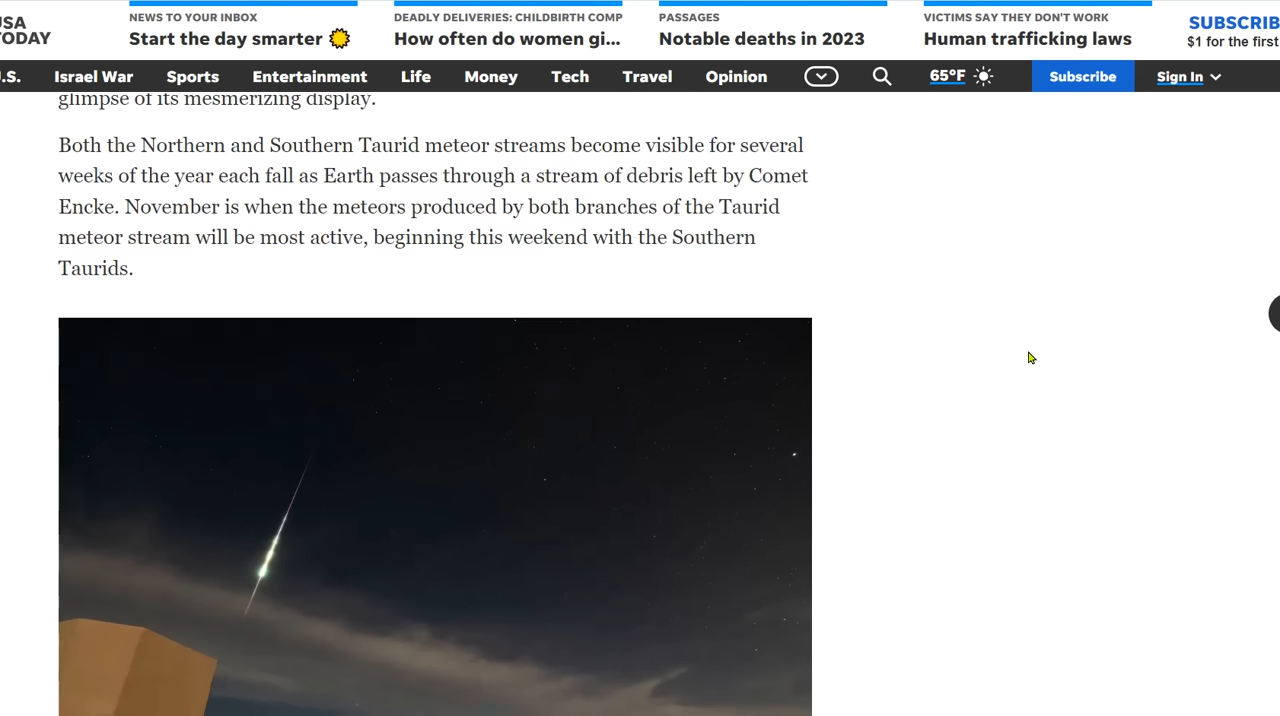 NEWS TO YOUR INBOX
Start the day smarter
DEADLY DELIVERIES: CHILDBIRTH COMP
How often do women gi...
PASSAGES
Notable deaths in 2023
VICTIMS SAY THEY DON'T WORK
Human trafficking laws
USA
TODAY
SUBSCRIB
$1 for the first
U.S. Israel War Sports Entertainment Life Money Tech Travel Opinion 65°F Subscribe Sign In
glimpse of its mesmerizing display.
Both the Northern and Southern Taurid meteor streams become visible for several
weeks of the year each fall as Earth passes through a stream of debris left by Comet
Encke. November is when the meteors produced by both branches of the Taurid
meteor stream will be most active, beginning this weekend with the Southern
Taurids.